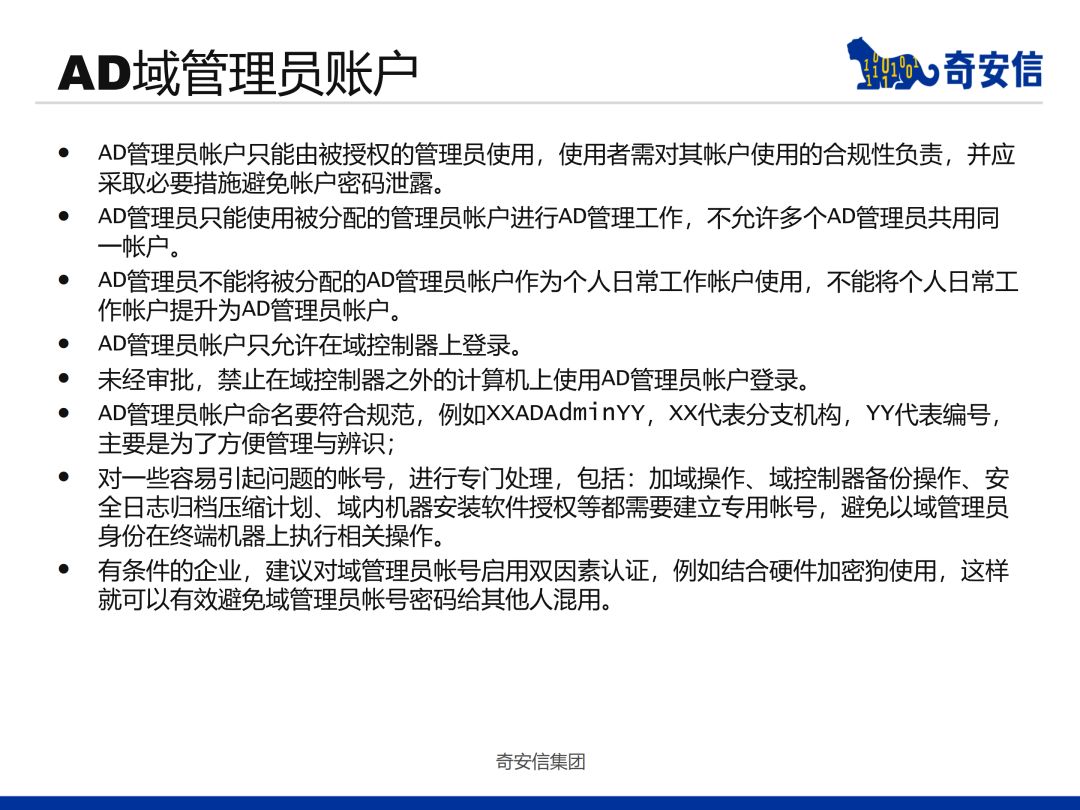 AD域管理员账户
奇安信
● AD管理员帐户只能由被授权的管理员使用，使用者需对其帐户使用的合规性负责，并应
采取必要措施避免帐户密码泄露。
● AD管理员只能使用被分配的管理员帐户进行AD管理工作，不允许多个AD管理员共用同
一帐户。
● AD管理员不能将被分配的AD管理员帐户作为个人日常工作帐户使用，不能将个人日常工
作帐户提升为AD管理员帐户。
● AD管理员帐户只允许在域控制器上登录。
● 未经审批，禁止在域控制器之外的计算机上使用AD管理员帐户登录。
● AD管理员帐户命名要符合规范，例如XXADAdminYY，XX代表分支机构，YY代表编号，
主要是为了方便管理与辨识；
● 对一些容易引起问题的帐号，进行专门处理，包括：加域操作、域控制器备份操作、安
全日志归档压缩计划、域内机器安装软件授权等都需要建立专用帐号，避免以域管理员
身份在终端机器上执行相关操作。
● 有条件的企业，建议对域管理员帐号启用双因素认证，例如结合硬件加密狗使用，这样
就可以有效避免域管理员帐号密码给其他人混用。
奇安信集团